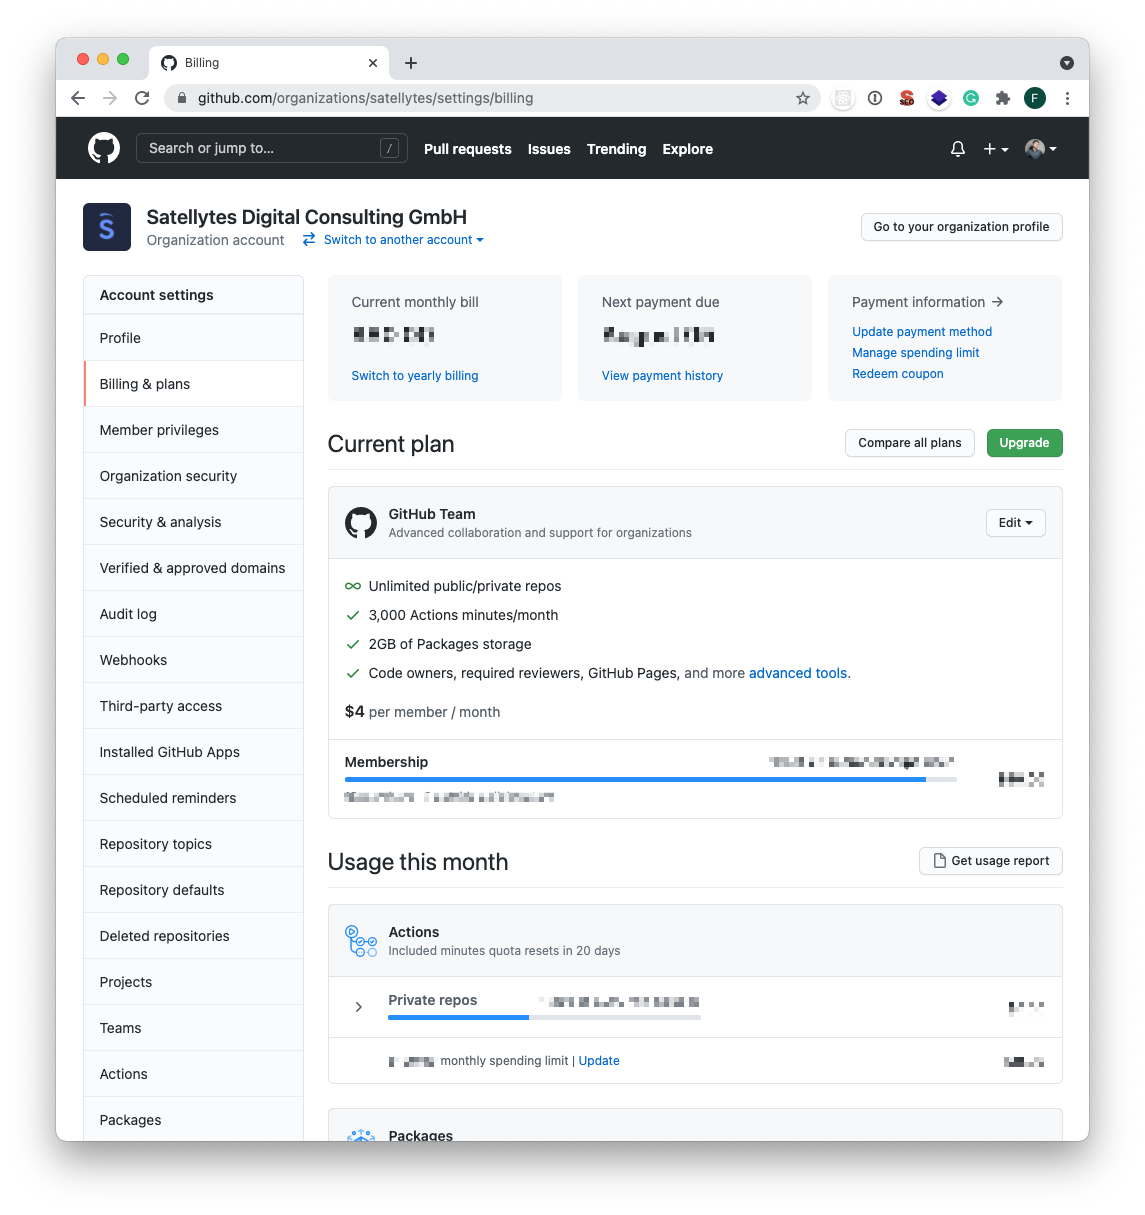 Billing
github.com/organizations/satellytes/settings/billing
SEO
G
F
Search or jump to...
/
Pull requests
Issues
Trending
Explore
S
Satellytes Digital Consulting GmbH
Organization account
Switch to another account
Go to your organization profile
Account settings
Profile
Billing & plans
Member privileges
Organization security
Security & analysis
Verified & approved domains
Audit log
Webhooks
Third-party access
Installed GitHub Apps
Scheduled reminders
Repository topics
Repository defaults
Deleted repositories
Projects
Teams
Actions
Packages
Current monthly bill
Switch to yearly billing
Next payment due
View payment history
Payment information →
Update payment method
Manage spending limit
Redeem coupon
Current plan
Compare all plans
Upgrade
GitHub Team
Advanced collaboration and support for organizations
Edit
Unlimited public/private repos
3,000 Actions minutes/month
2GB of Packages storage
Code owners, required reviewers, GitHub Pages, and more advanced tools.
$4 per member / month
Membership
Usage this month
Get usage report
Actions
Included minutes quota resets in 20 days
Private repos
monthly spending limit | Update
Packages